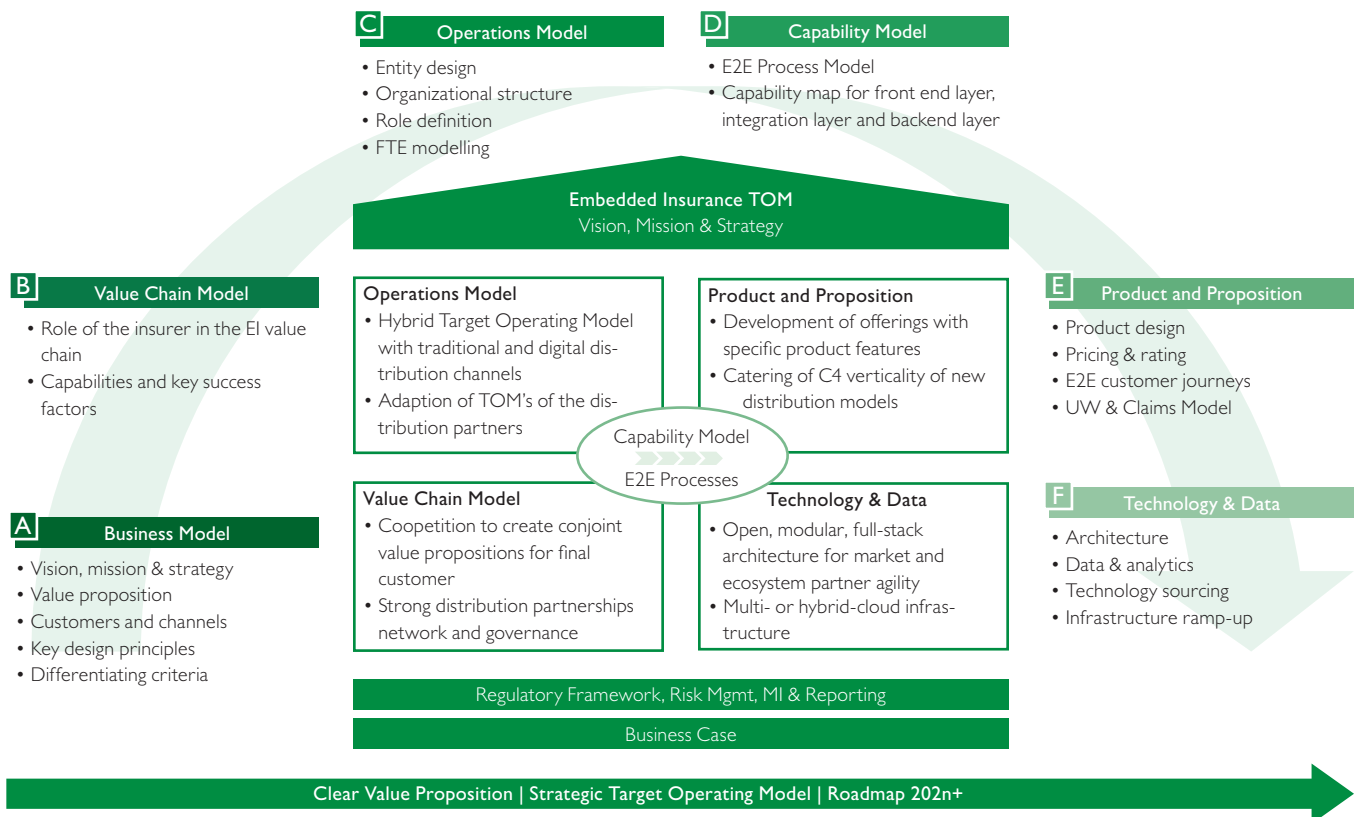 C
Operations Model
• Entity design
• Organizational structure
• Role definition
• FTE modelling
D
Capability Model
• E2E Process Model
• Capability map for front end layer,
integration layer and backend layer
Embedded Insurance TOM
Vision, Mission & Strategy
B
Value Chain Model
• Role of the insurer in the EI value
chain
• Capabilities and key success
factors
A
Business Model
• Vision, mission & strategy
• Value proposition
• Customers and channels
• Key design principles
• Differentiating criteria
Operations Model
• Hybrid Target Operating Model
with traditional and digital dis-
tribution channels
• Adaption of TOM's of the dis-
tribution partners
Product and Proposition
• Development of offerings with
specific product features
• Catering of C4 verticality of new
distribution models
Capability Model
E2E Processes
Value Chain Model
• Coopetition to create conjoint
value propositions for final
customer
• Strong distribution partnerships
network and governance
Technology & Data
• Open, modular, full-stack
architecture for market and
ecosystem partner agility
• Multi- or hybrid-cloud infras-
tructure
E
Product and Proposition
• Product design
• Pricing & rating
• E2E customer journeys
• UW & Claims Model
F
Technology & Data
• Architecture
• Data & analytics
• Technology sourcing
• Infrastructure ramp-up
Regulatory Framework, Risk Mgmt, MI & Reporting
Business Case
Clear Value Proposition | Strategic Target Operating Model | Roadmap 202n+